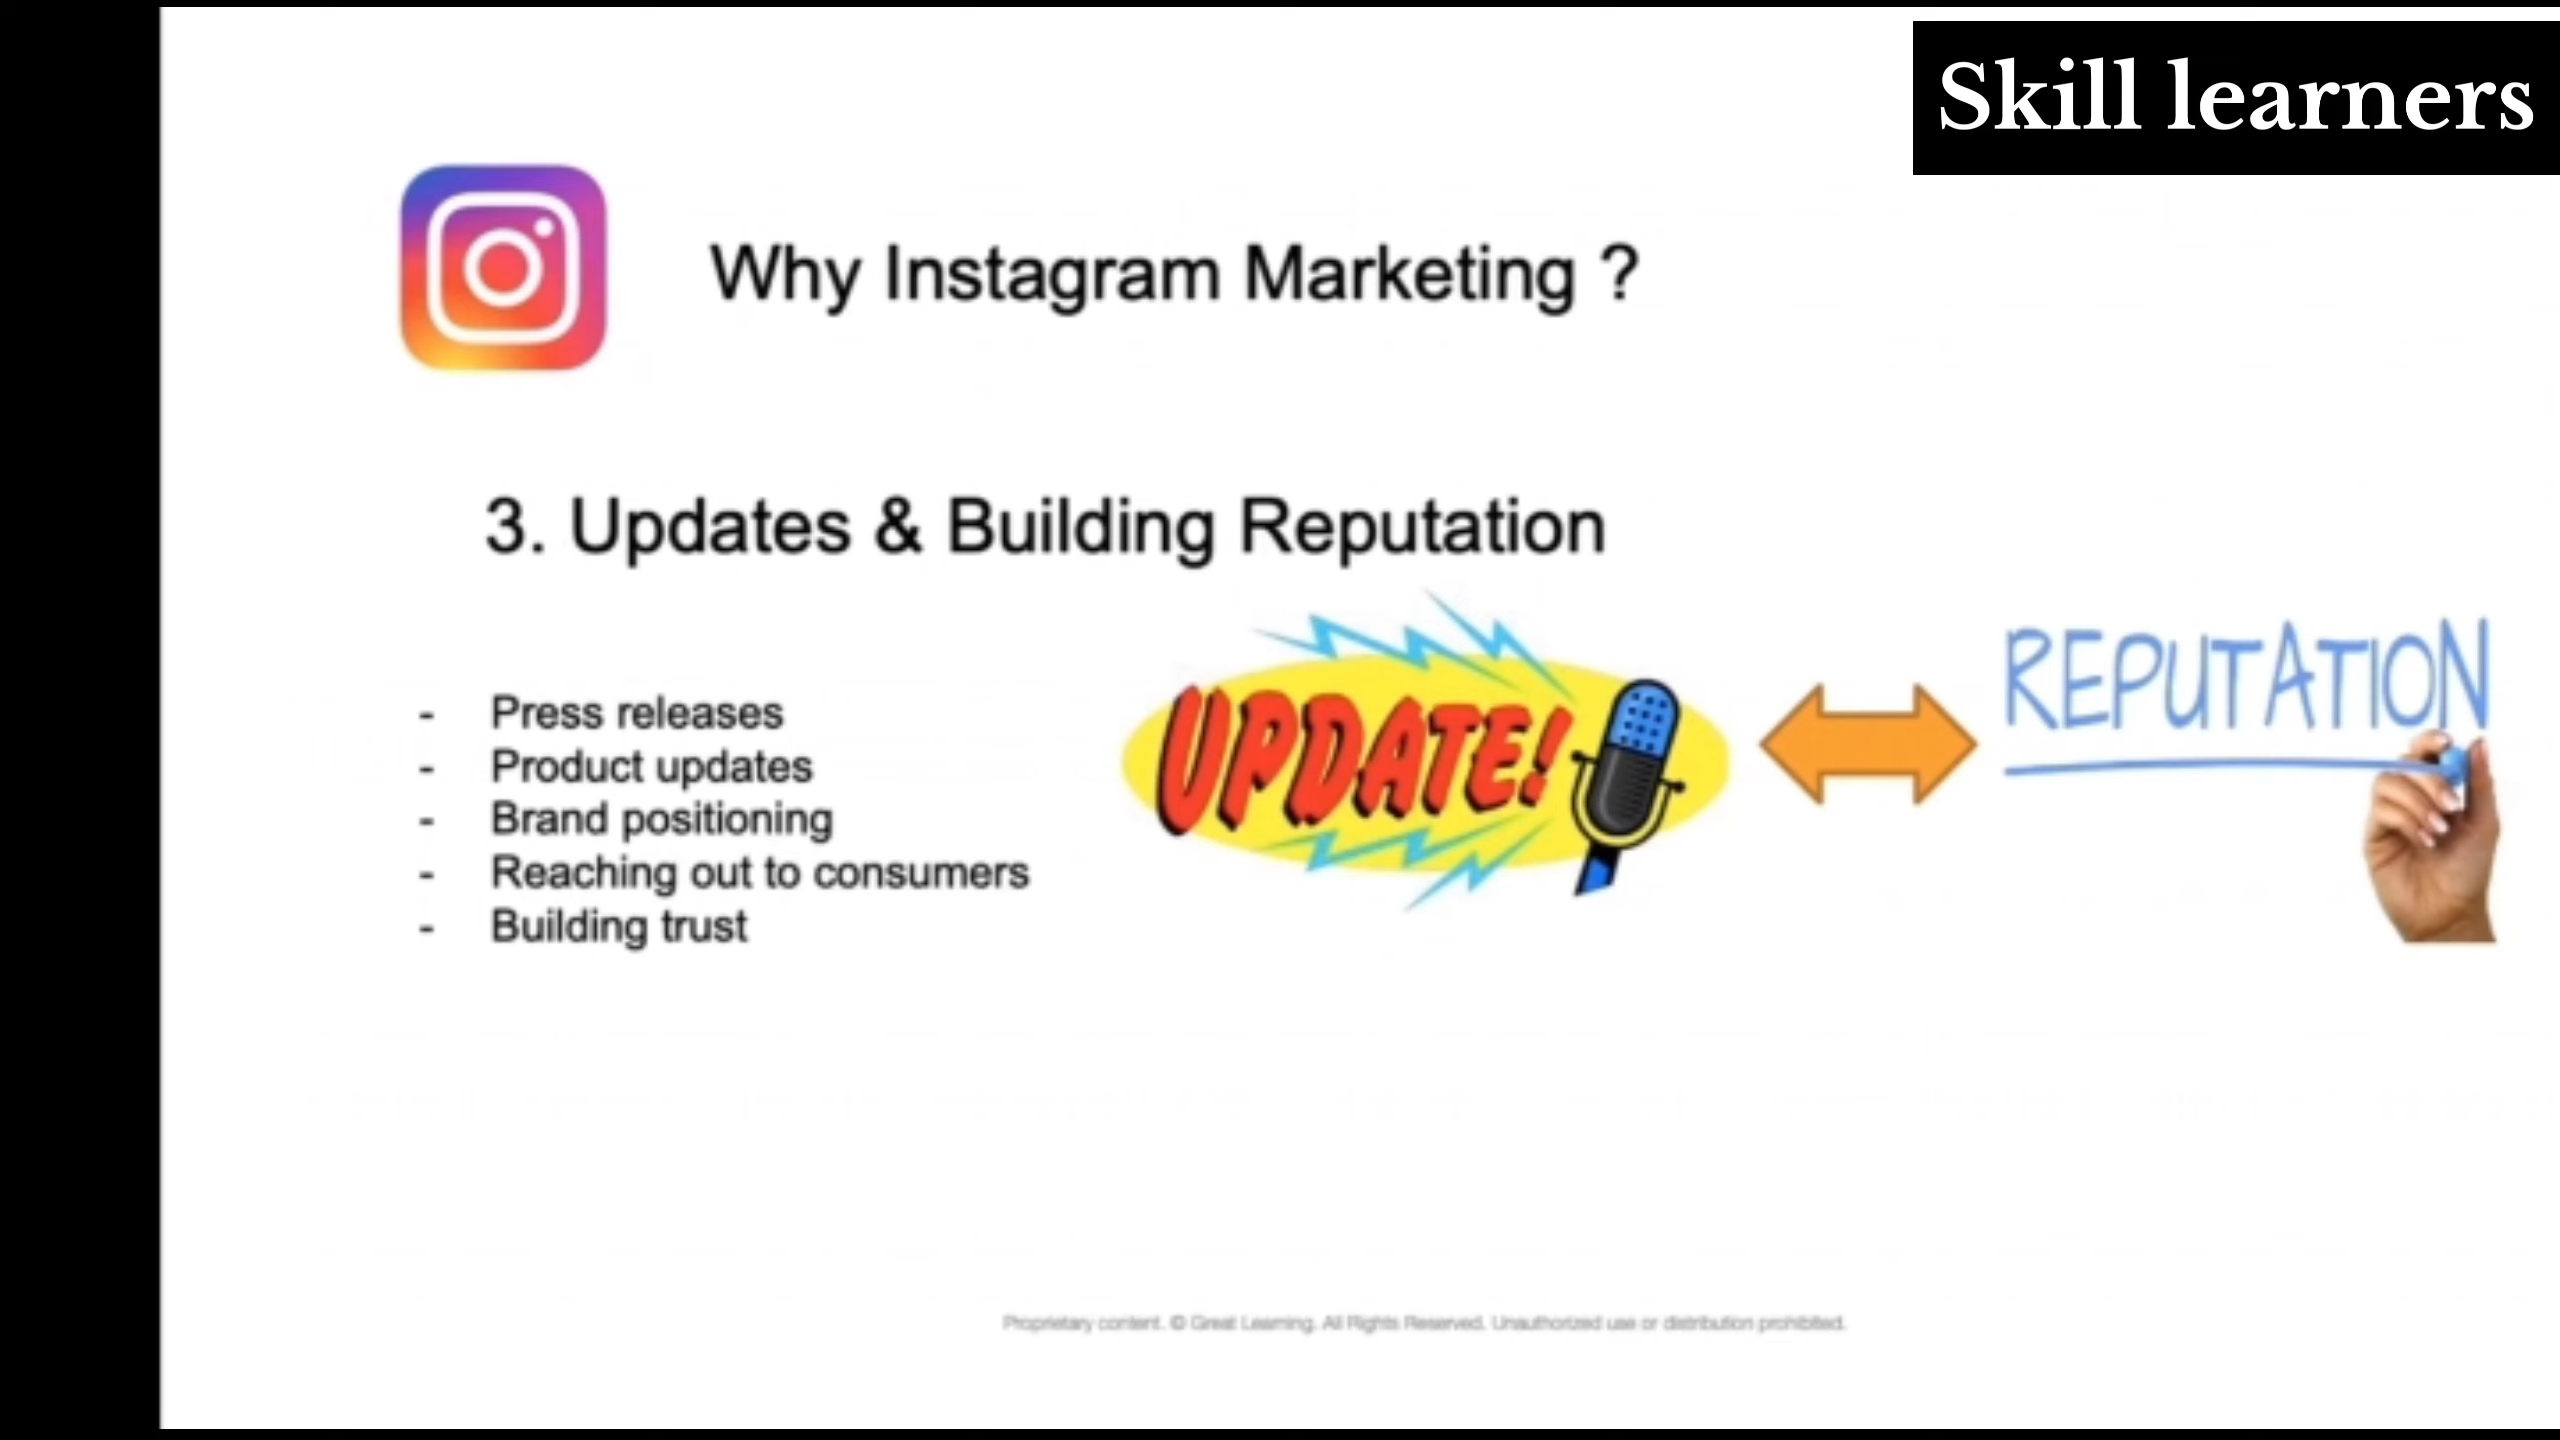 Skill learners
Why Instagram Marketing ?
3. Updates & Building Reputation
- Press releases
- Product updates
- Brand positioning
- Reaching out to consumers
- Building trust
UPDATE!
REPUTATION
Proprietary content. © Great Learning. All Rights Reserved. Unauthorized use or distribution prohibited.